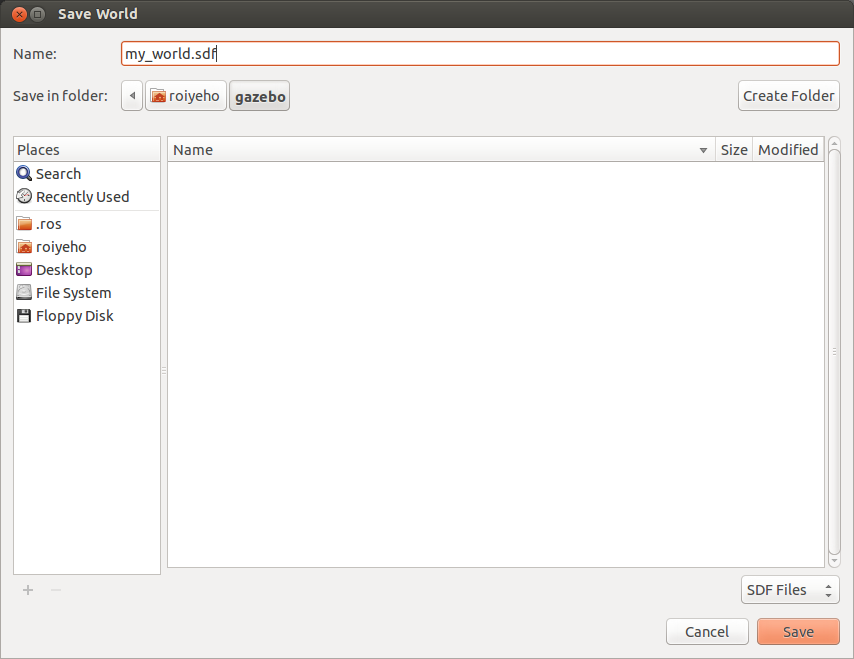 Save World
Name: my_world.sdf
Save in folder: roiyeho gazebo Create Folder
Places Name Size Modified
Search
Recently Used
.ros
roiyeho
Desktop
File System
Floppy Disk
SDF Files
Cancel Save